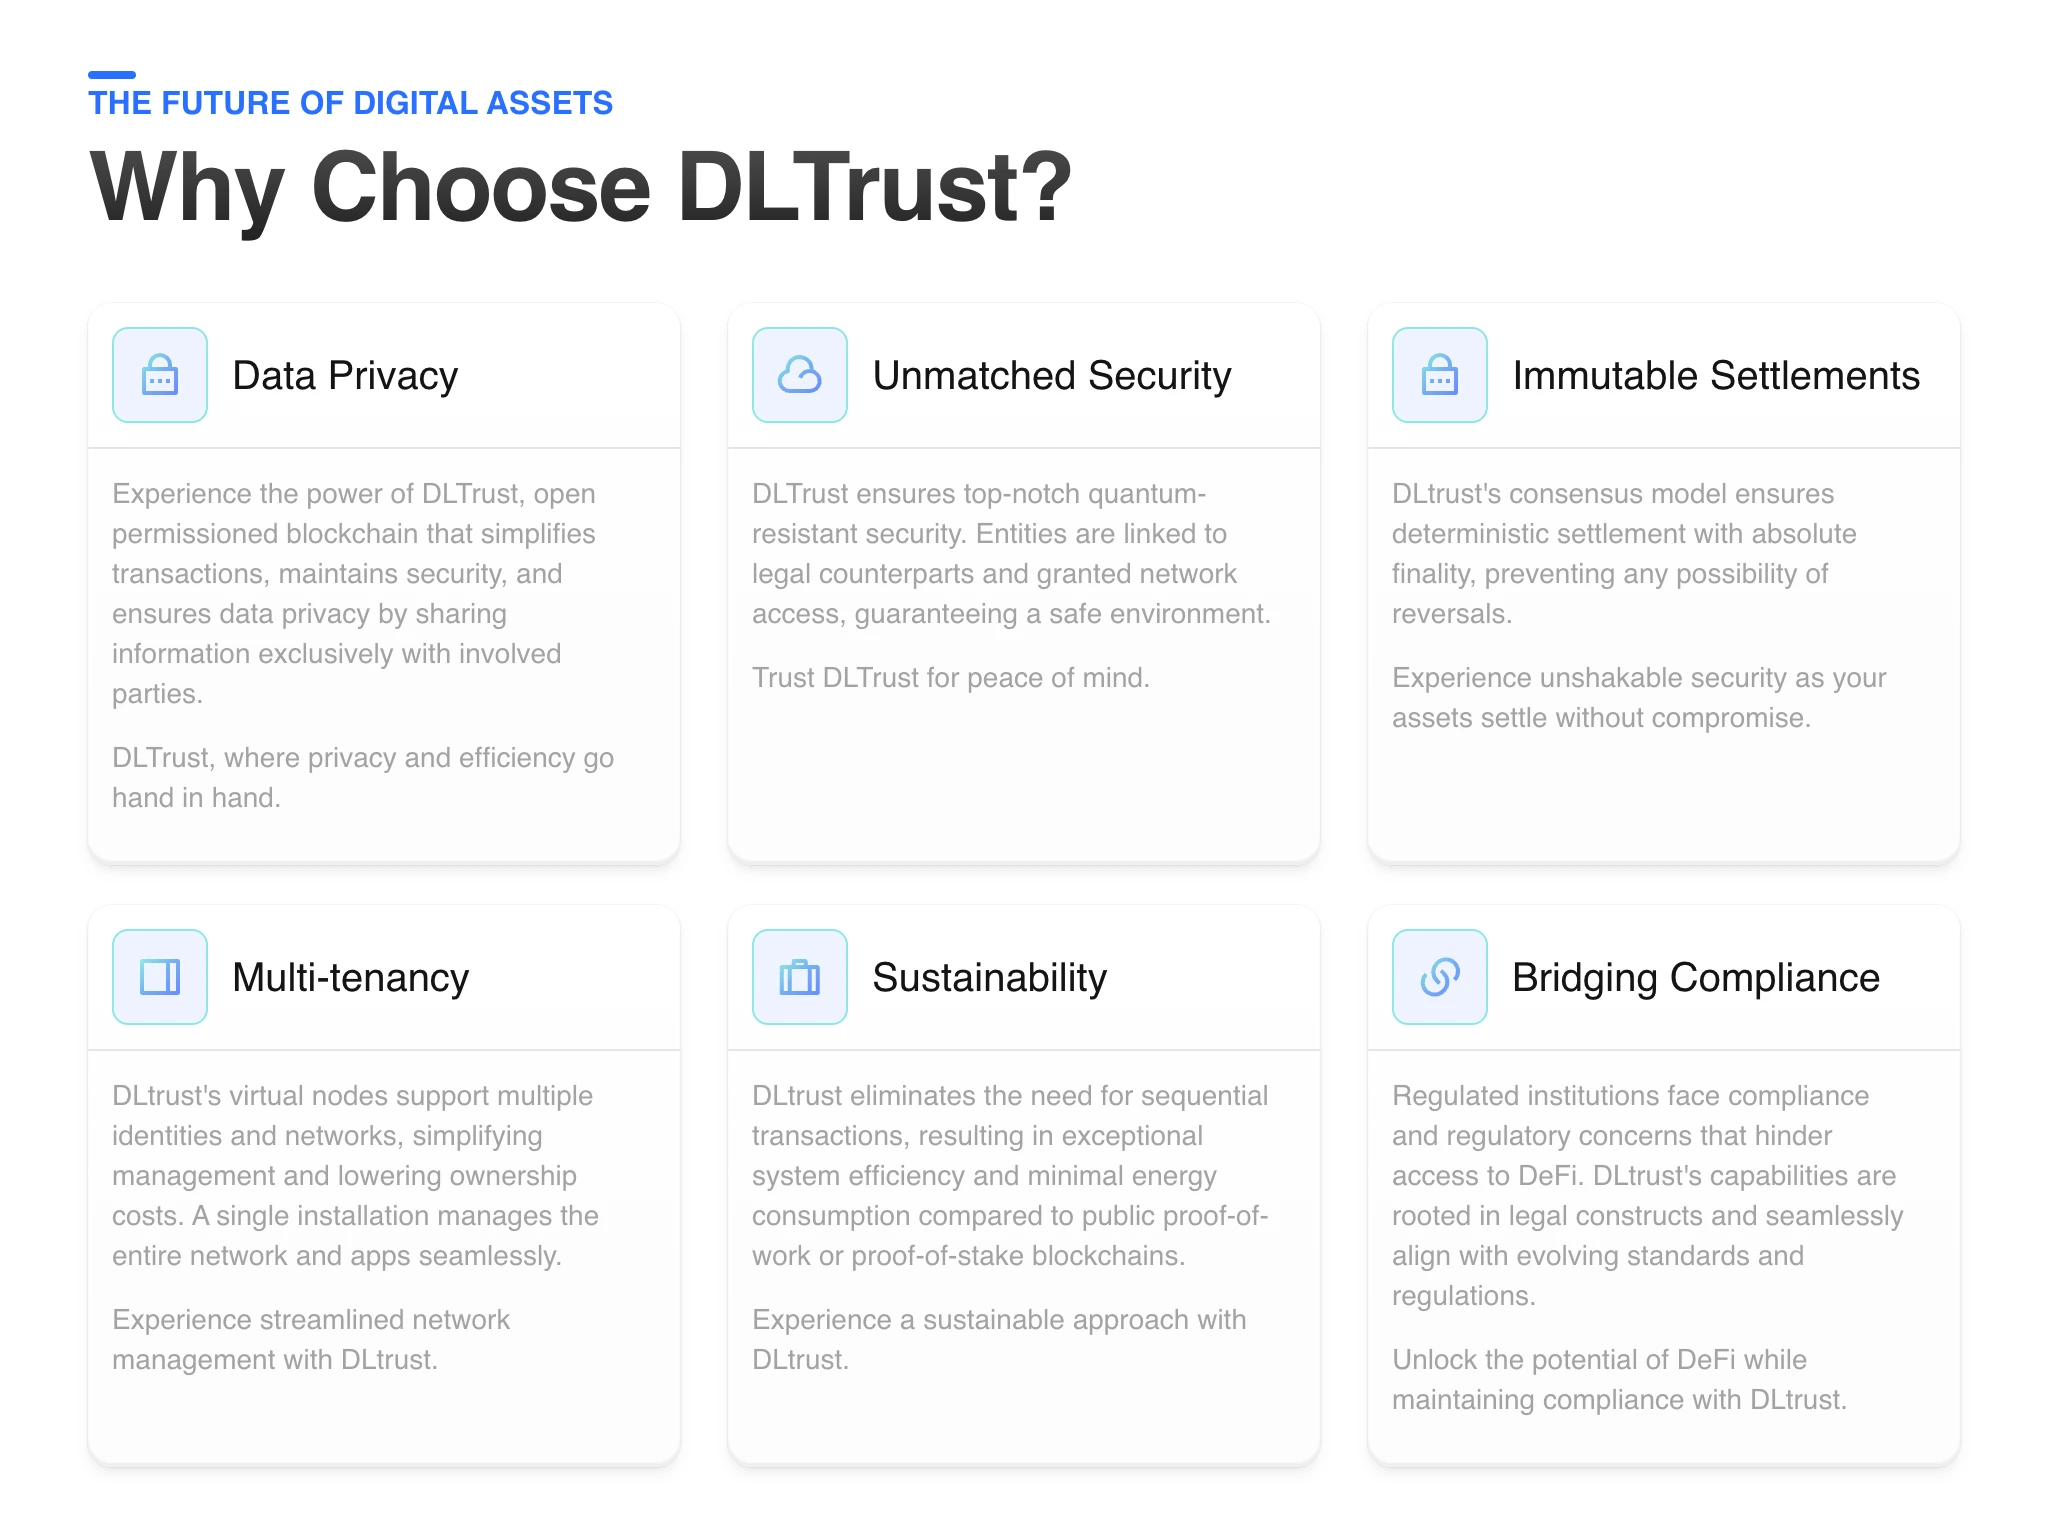 THE FUTURE OF DIGITAL ASSETS
Why Choose DLTrust?
Data Privacy
Experience the power of DLTrust, open
permissioned blockchain that simplifies
transactions, maintains security, and
ensures data privacy by sharing
information exclusively with involved
parties.
DLTrust, where privacy and efficiency go
hand in hand.
Unmatched Security
DLTrust ensures top-notch quantum-
resistant security. Entities are linked to
legal counterparts and granted network
access, guaranteeing a safe environment.
Trust DLTrust for peace of mind.
Immutable Settlements
DLtrust's consensus model ensures
deterministic settlement with absolute
finality, preventing any possibility of
reversals.
Experience unshakable security as your
assets settle without compromise.
Multi-tenancy
DLtrust's virtual nodes support multiple
identities and networks, simplifying
management and lowering ownership
costs. A single installation manages the
entire network and apps seamlessly.
Experience streamlined network
management with DLtrust.
Sustainability
DLtrust eliminates the need for sequential
transactions, resulting in exceptional
system efficiency and minimal energy
consumption compared to public proof-of-
work or proof-of-stake blockchains.
Experience a sustainable approach with
DLtrust.
Bridging Compliance
Regulated institutions face compliance
and regulatory concerns that hinder
access to DeFi. DLtrust's capabilities are
rooted in legal constructs and seamlessly
align with evolving standards and
regulations.
Unlock the potential of DeFi while
maintaining compliance with DLtrust.